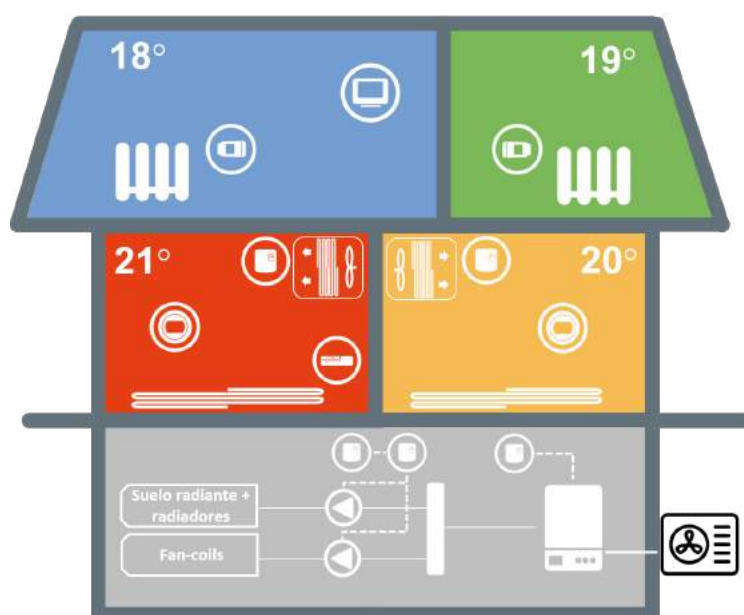 18°
19°
21°
20°
Suelo radiante +
radiadores
Fan-coils